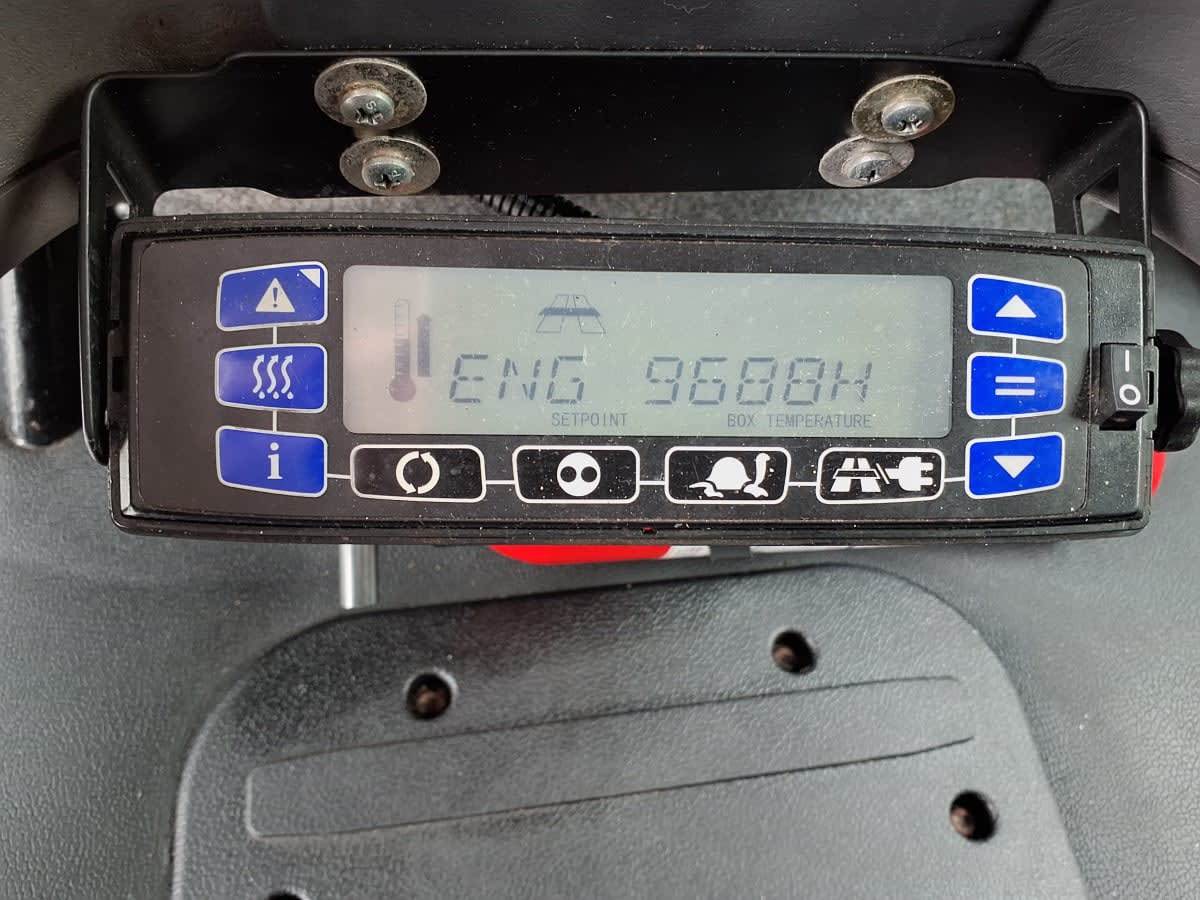 ENG 9688H
SETPOINT BOX TEMPERATURE
i
I
O